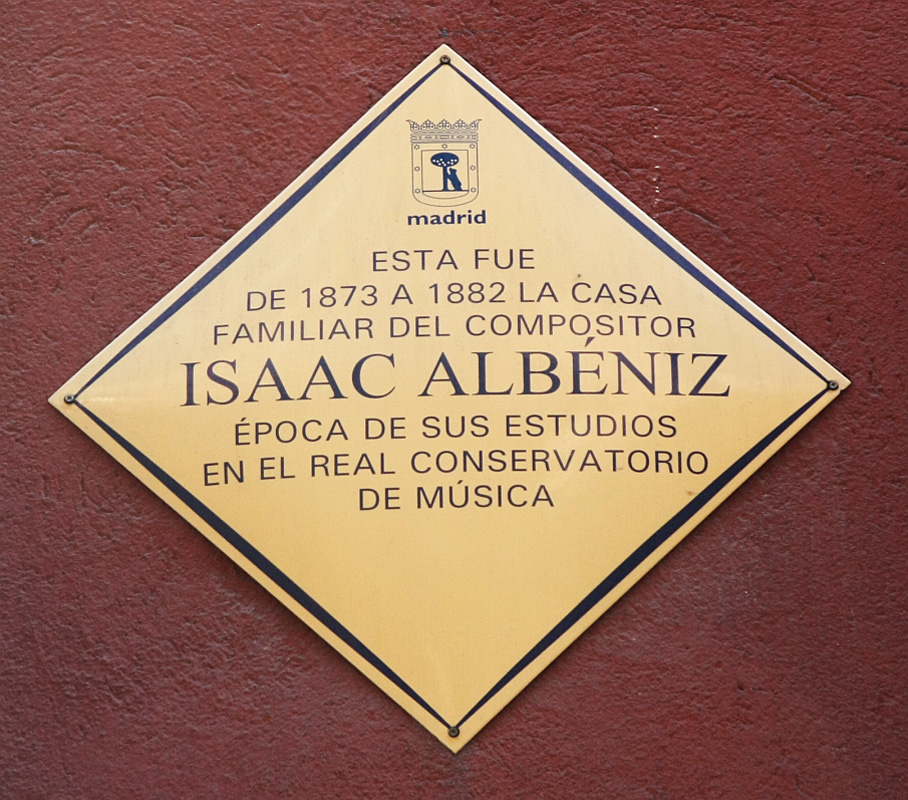 madrid
ESTA FUE
DE 1873 A 1882 LA CASA
FAMILIAR DEL COMPOSITOR
ISAAC ALBÉNIZ
ÉPOCA DE SUS ESTUDIOS
EN EL REAL CONSERVATORIO
DE MÚSICA